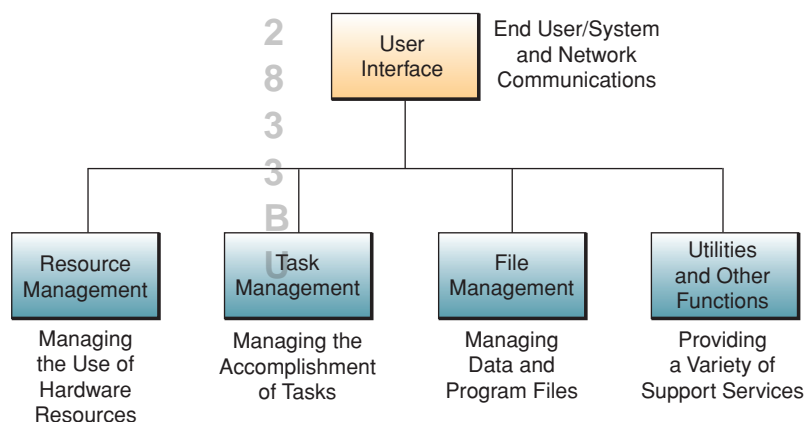 User
Interface
End User/System
and Network
Communications
2
8
3
3
B
U
Resource
Management
Task
Management
File
Management
Utilities
and Other
Functions
Managing
the Use of
Hardware
Resources
Managing the
Accomplishment
of Tasks
Managing
Data and
Program Files
Providing
a Variety of
Support Services